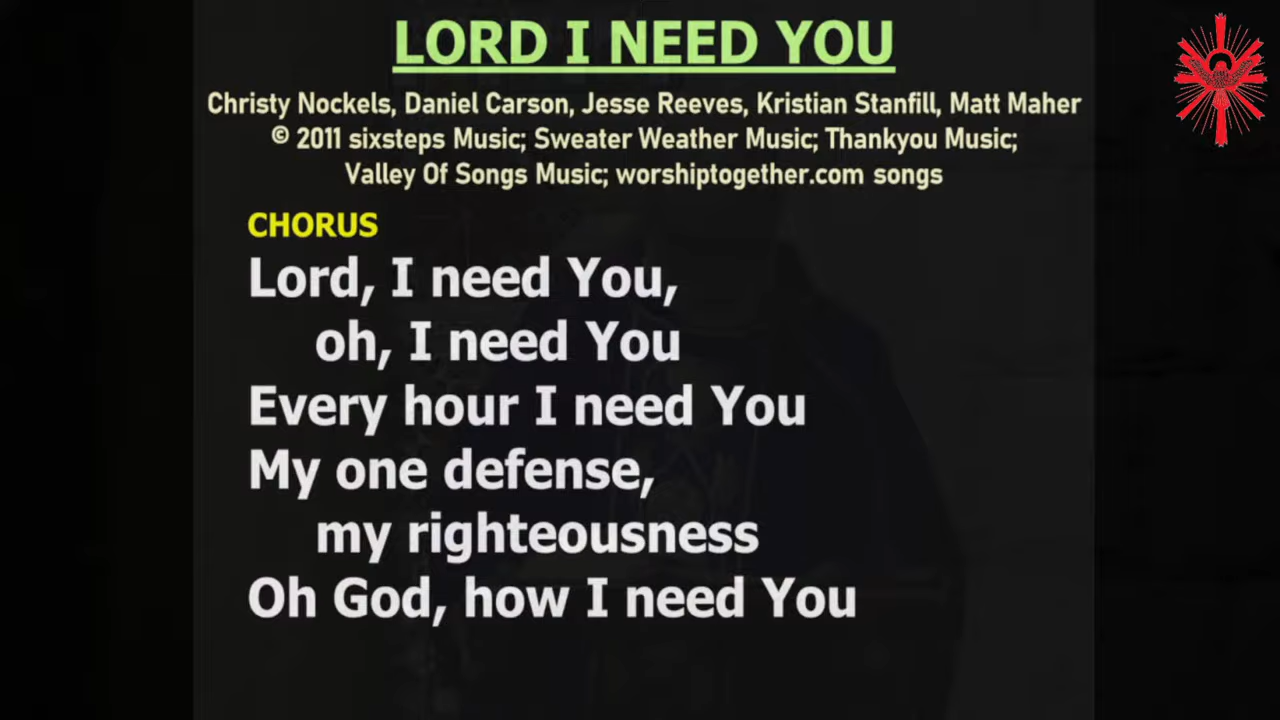 LORD I NEED YOU
Christy Nockels, Daniel Carson, Jesse Reeves, Kristian Stanfill, Matt Maher
© 2011 sixsteps Music; Sweater Weather Music; Thankyou Music;
Valley Of Songs Music; worshiptogether.com songs
CHORUS
Lord, I need You,
oh, I need You
Every hour I need You
My one defense,
my righteousness
Oh God, how I need You